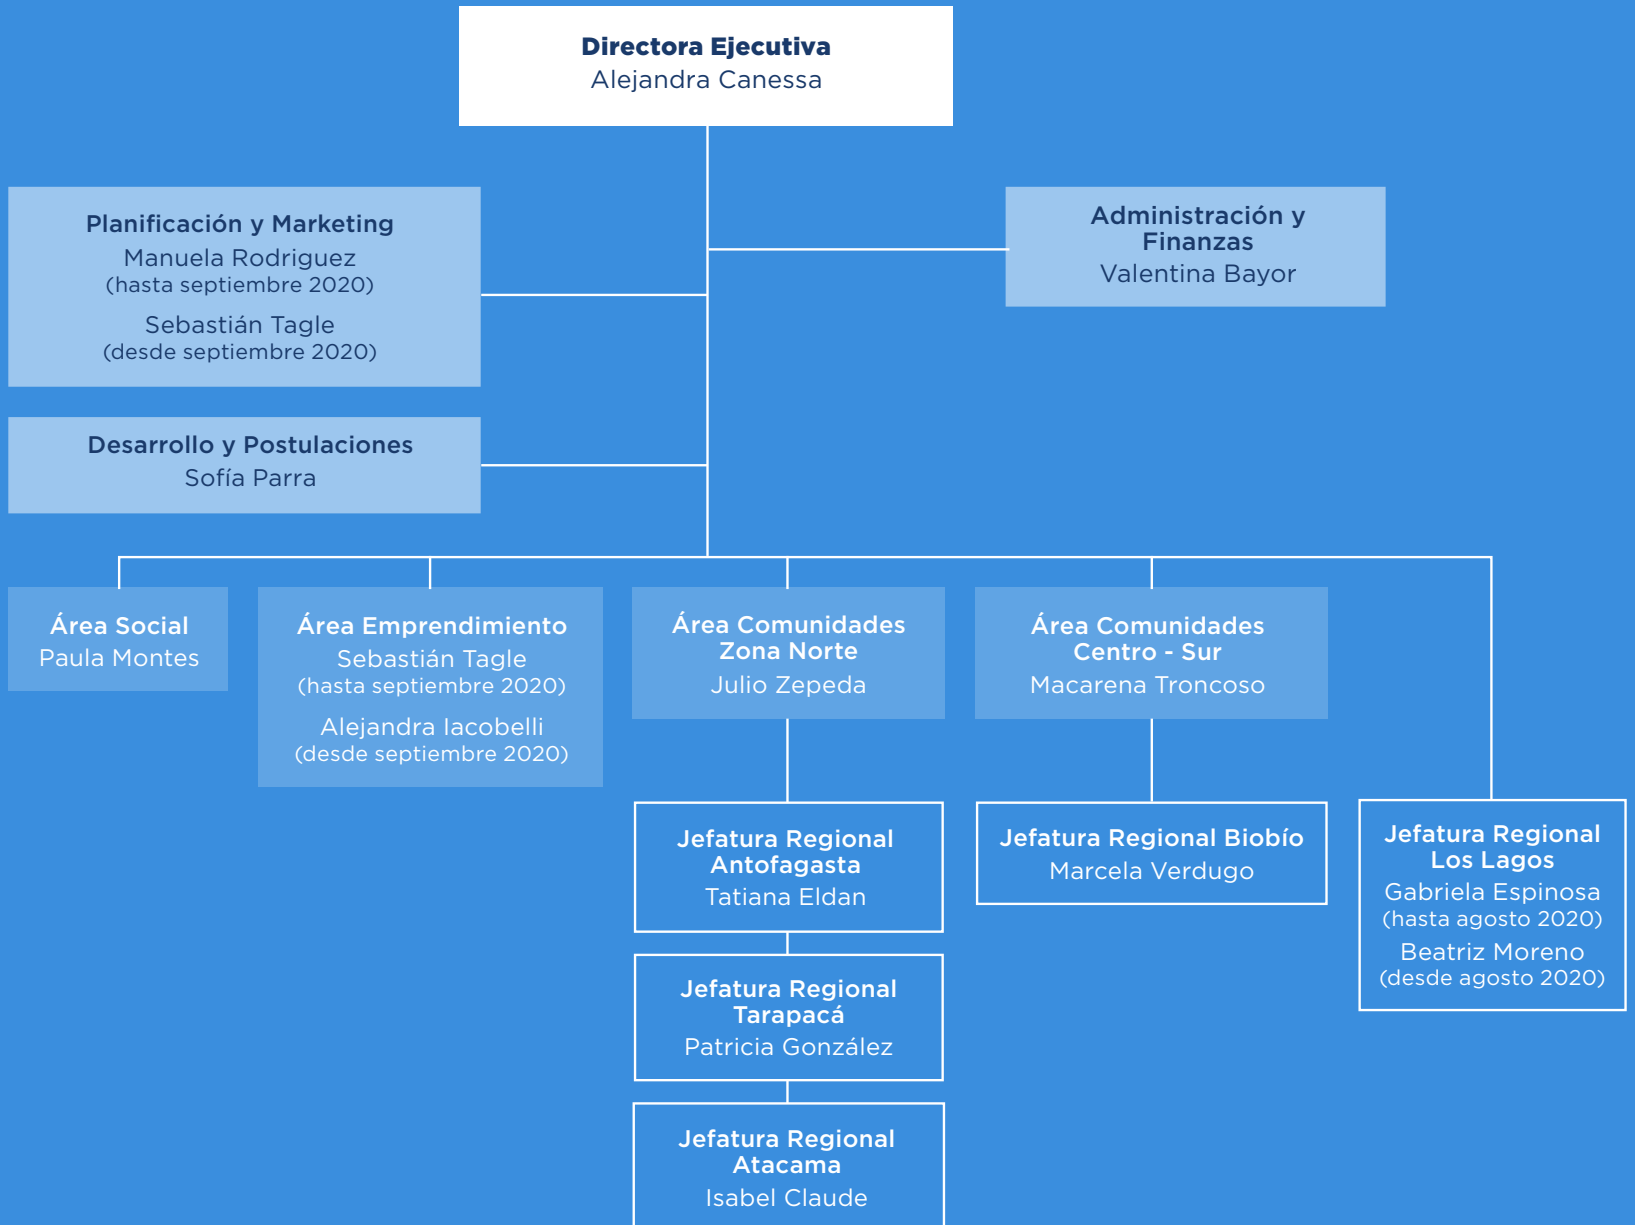 Directora Ejecutiva
Alejandra Canessa
Planificación y Marketing
Manuela Rodriguez
(hasta septiembre 2020)
Sebastián Tagle
(desde septiembre 2020)
Administración y
Finanzas
Valentina Bayor
Desarrollo y Postulaciones
Sofía Parra
Área Social
Paula Montes
Área Emprendimiento
Sebastián Tagle
(hasta septiembre 2020)
Alejandra Iacobelli
(desde septiembre 2020)
Área Comunidades
Zona Norte
Julio Zepeda
Área Comunidades
Centro - Sur
Macarena Troncoso
Jefatura Regional
Antofagasta
Tatiana Eldan
Jefatura Regional Biobío
Marcela Verdugo
Jefatura Regional
Los Lagos
Gabriela Espinosa
(hasta agosto 2020)
Beatriz Moreno
(desde agosto 2020)
Jefatura Regional
Tarapacá
Patricia González
Jefatura Regional
Atacama
Isabel Claude